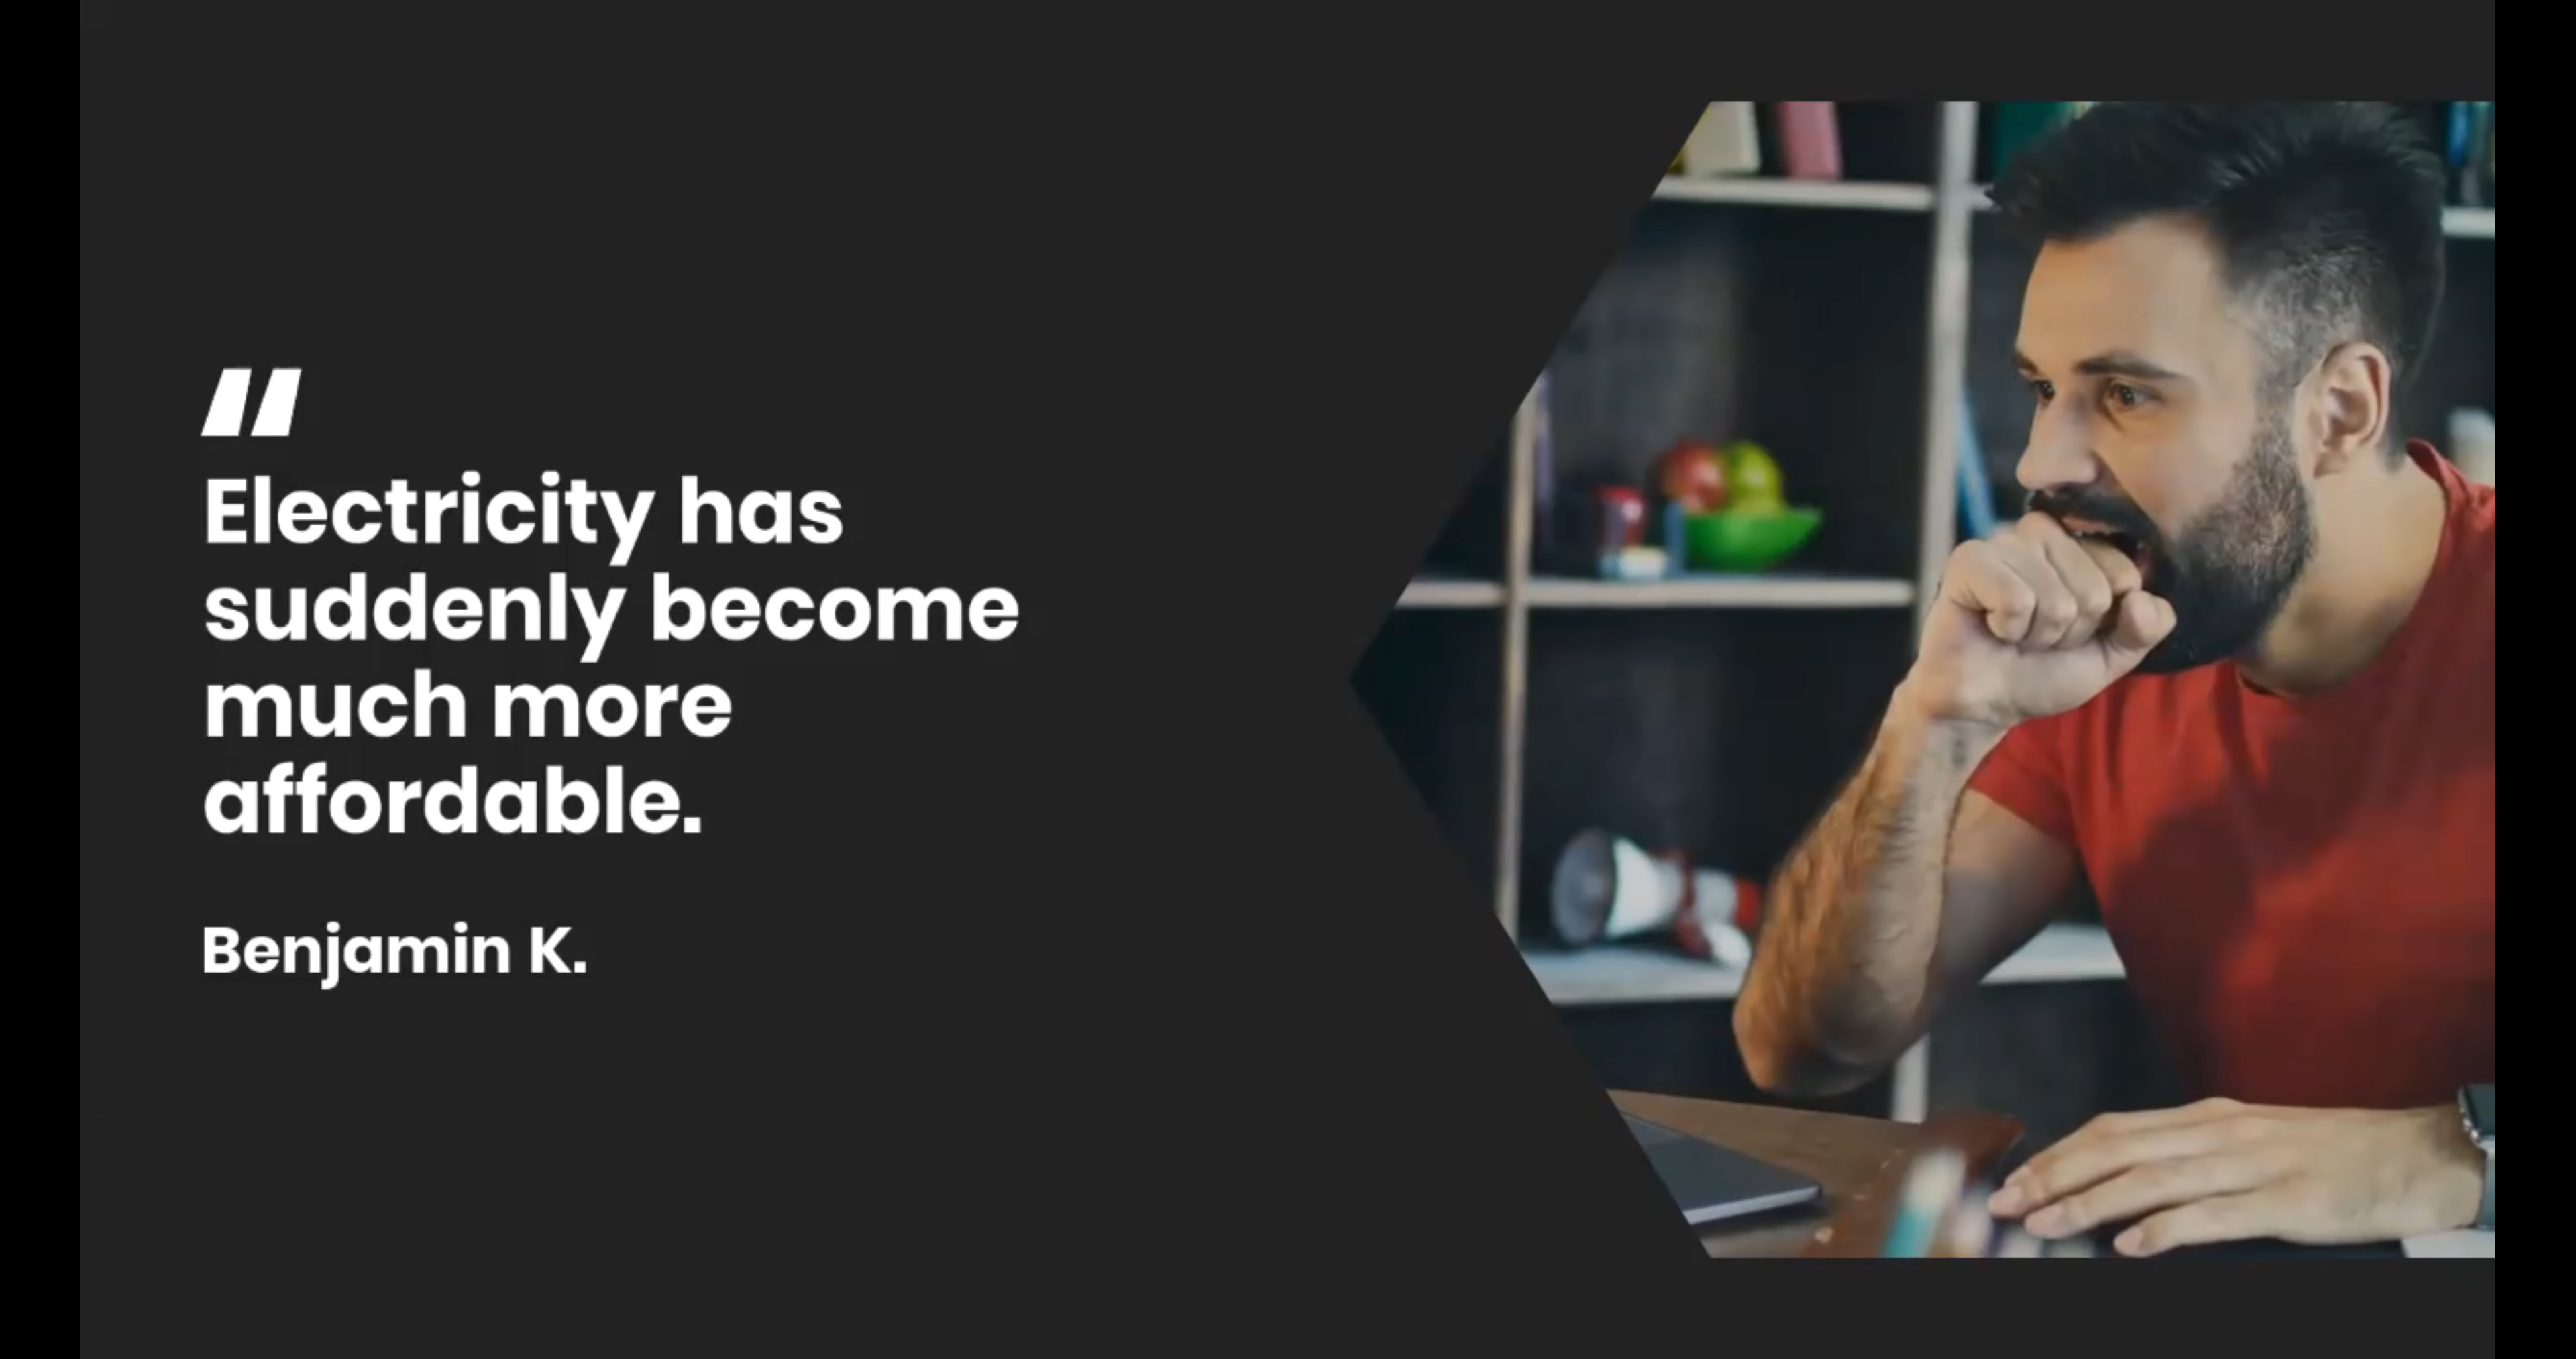 “
Electricity has
suddenly become
much more
affordable.
Benjamin K.